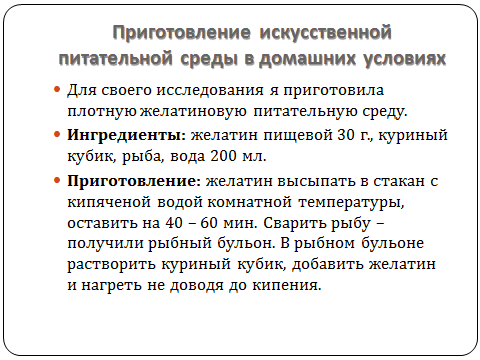 Приготовление искусственной
питательной среды в домашних условиях
• Для своего исследования я приготовила
плотную желатиновую питательную среду.
• Ингредиенты: желатин пищевой 30 г., куриный
кубик, рыба, вода 200 мл.
• Приготовление: желатин высыпать в стакан с
кипяченой водой комнатной температуры,
оставить на 40 – 60 мин. Сварить рыбу –
получили рыбный бульон. В рыбном бульоне
растворить куриный кубик, добавить желатин
и нагреть не доводя до кипения.